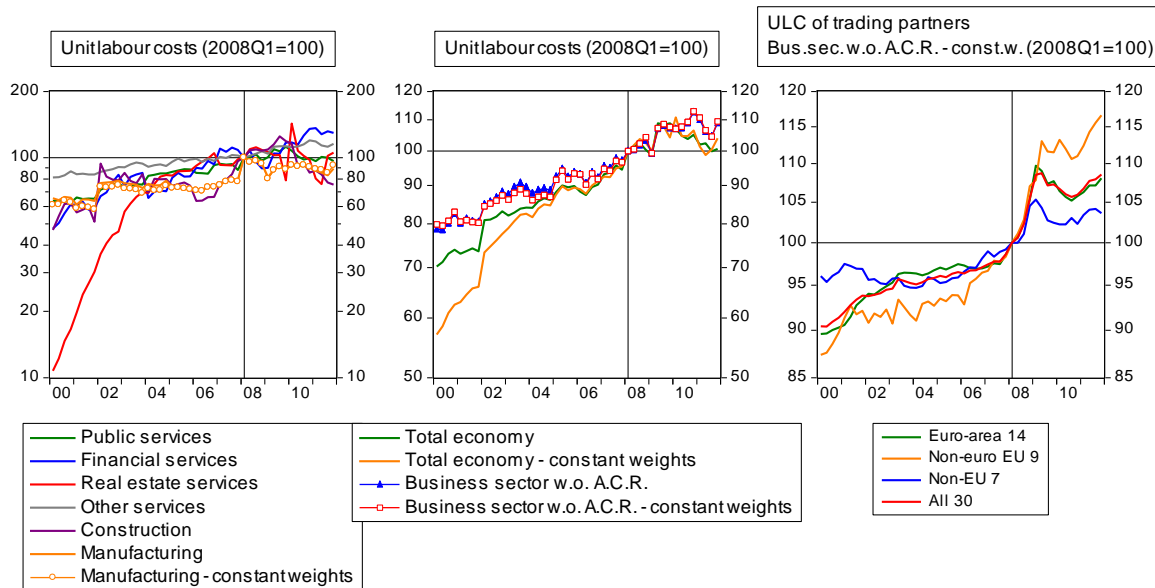 Unit labour costs (2008Q1=100)
Unit labour costs (2008Q1=100)
ULC of trading partners
Bus.sec. w.o. A.C.R. - const.w. (2008Q1=100)
200
100
80
60
40
30
20
10
200
100
80
60
40
30
20
10
00 02 04 06 08 10
120
110
100
90
80
70
60
50
120
110
100
90
80
70
60
50
00 02 04 06 08 10
120
115
110
105
100
95
90
85
120
115
110
105
100
95
90
85
00 02 04 06 08 10
Public services
Financial services
Real estate services
Other services
Construction
Manufacturing
Manufacturing - constant weights
Total economy
Total economy - constant weights
Business sector w.o. A.C.R.
Business sector w.o. A.C.R. - constant weights
Euro-area 14
Non-euro EU 9
Non-EU 7
All 30